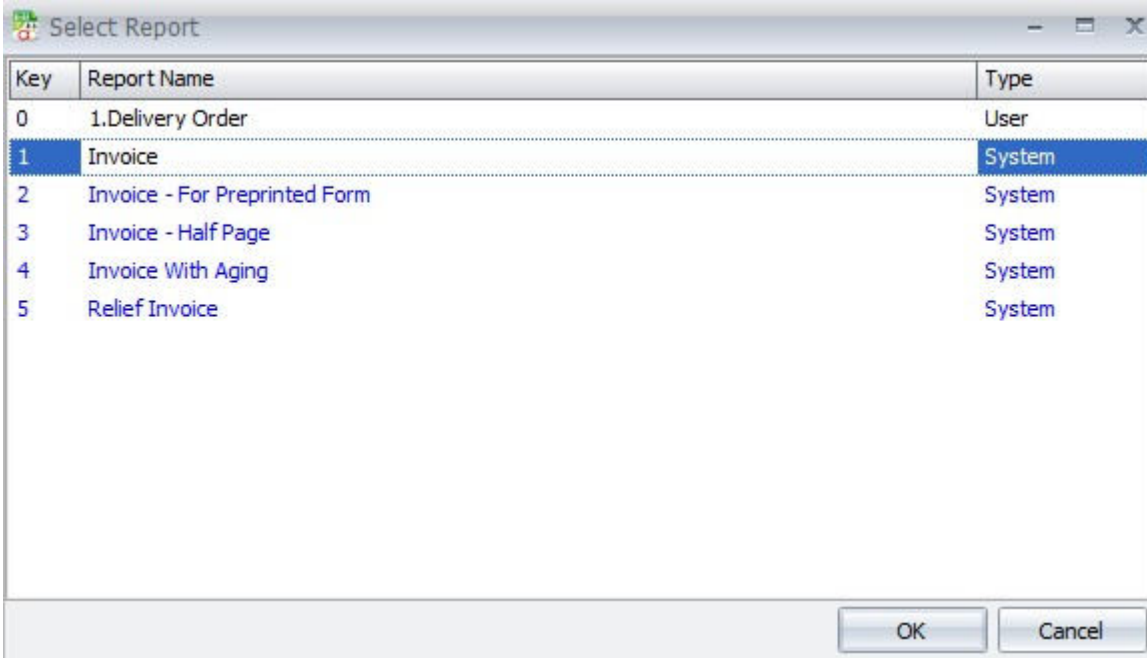 Select Report
Key Report Name Type
0 1.Delivery Order User
1 Invoice System
2 Invoice - For Preprinted Form System
3 Invoice - Half Page System
4 Invoice With Aging System
5 Relief Invoice System
OK Cancel